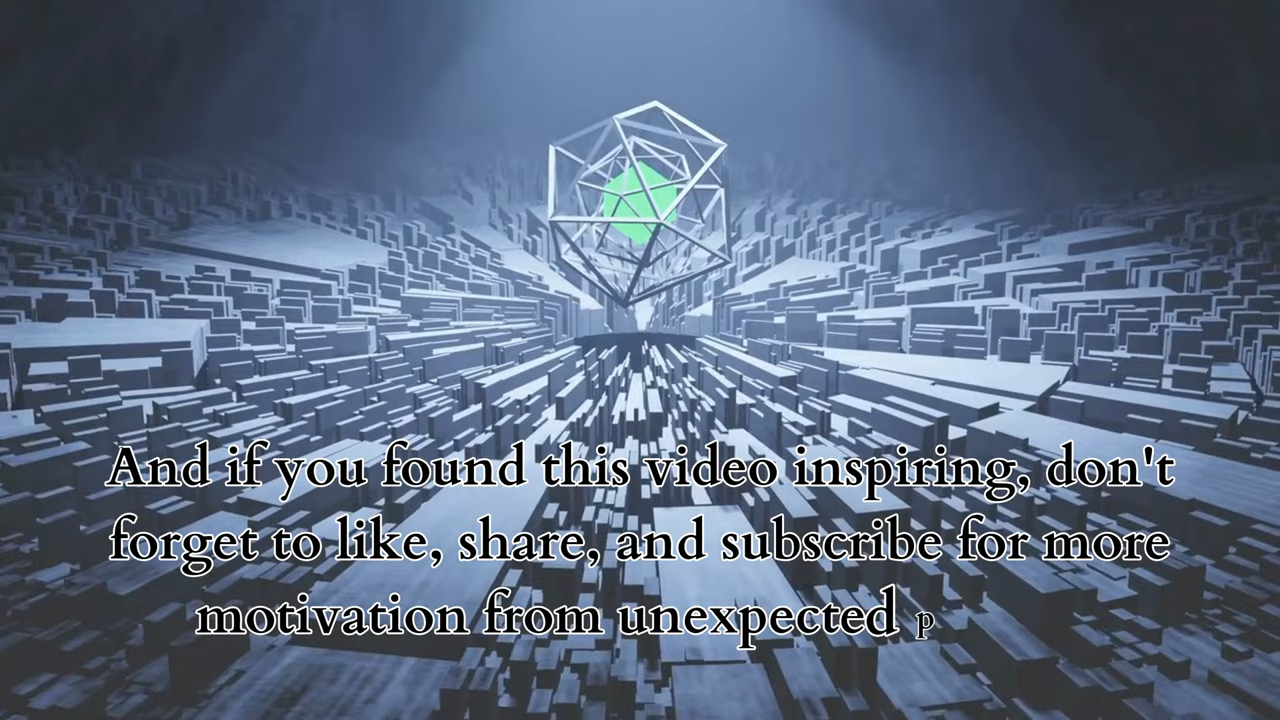 And if you found this video inspiring, don't
forget to like, share, and subscribe for more
motivation from unexpected p